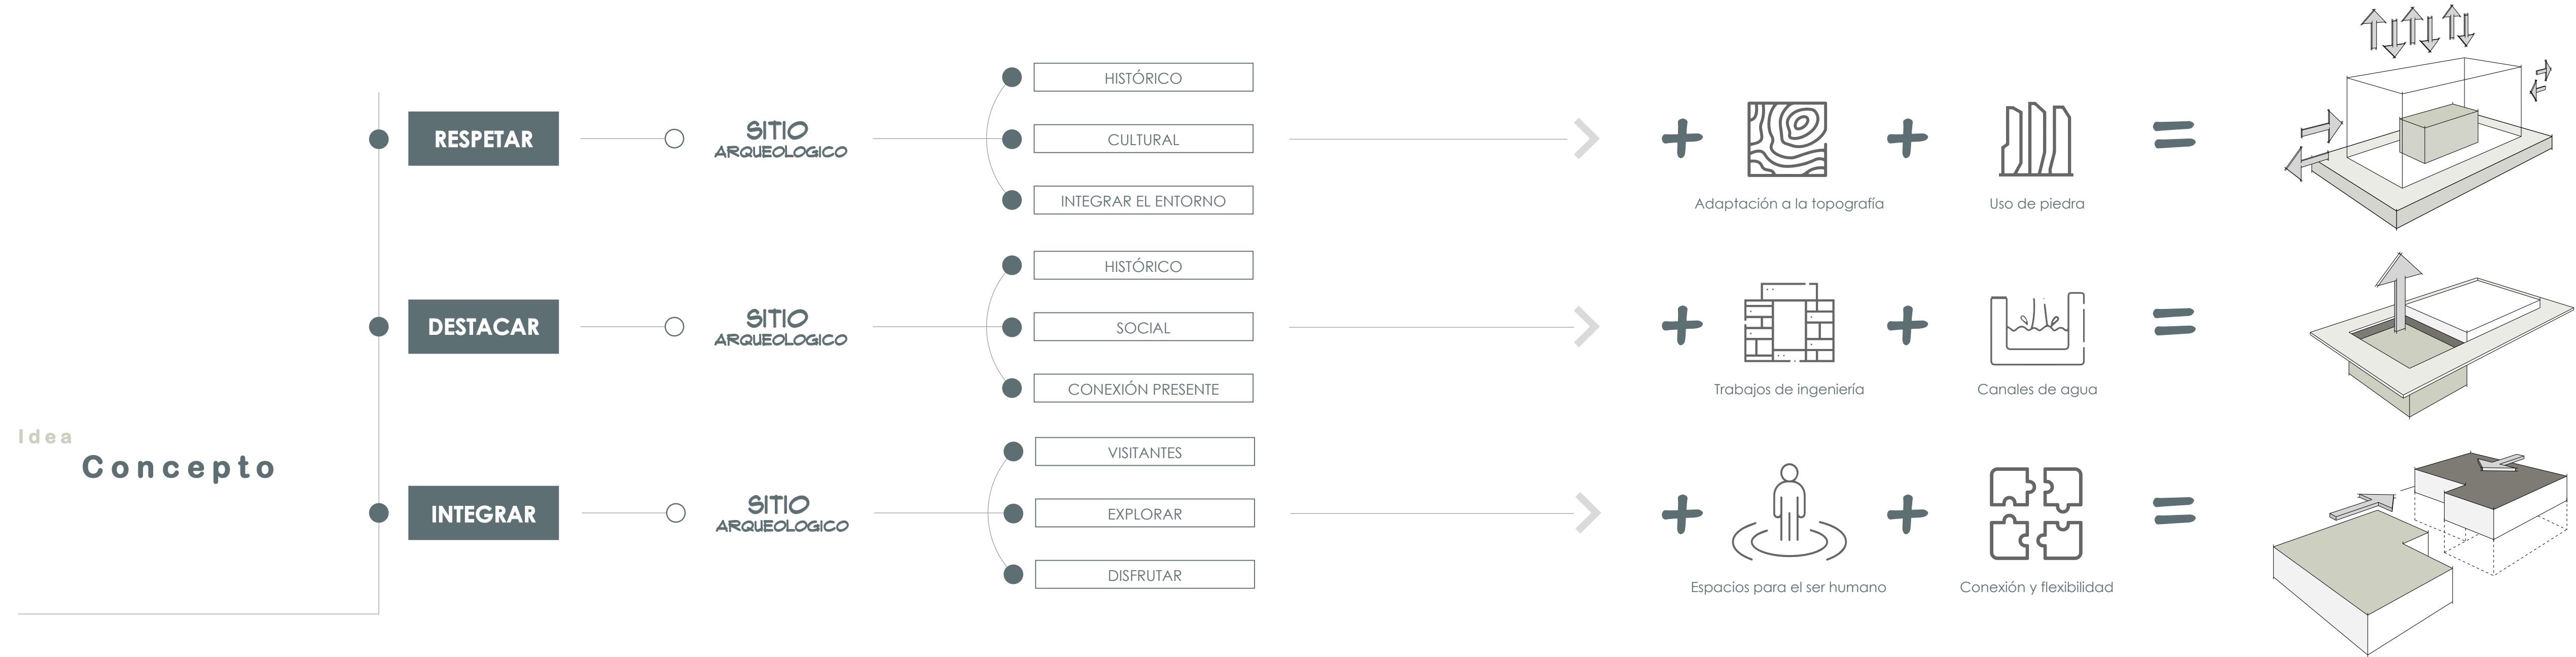 Idea
Concepto
RESPETAR
SITIO
ARQUEOLOGICO
HISTÓRICO
CULTURAL
INTEGRAR EL ENTORNO
Adaptación a la topografía
Uso de piedra
DESTACAR
SITIO
ARQUEOLOGICO
HISTÓRICO
SOCIAL
CONEXIÓN PRESENTE
Trabajos de ingeniería
Canales de agua
INTEGRAR
SITIO
ARQUEOLOGICO
VISITANTES
EXPLORAR
DISFRUTAR
Espacios para el ser humano
Conexión y flexibilidad